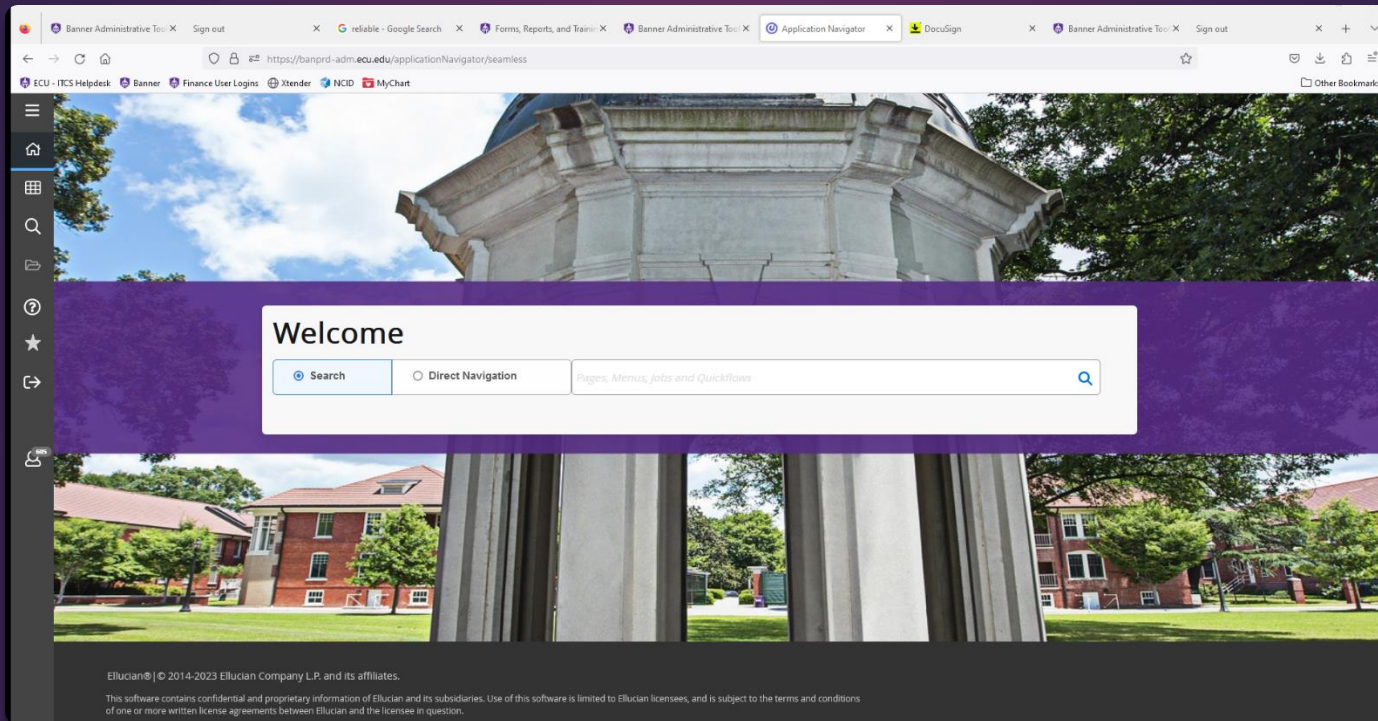 Banner Administrative Too
Sign out
reliable - Google Search
Forms, Reports, and Trainin
Banner Administrative Tool
Application Navigator
DocuSign
Banner Administrative Tool
Sign out
https://banprd-adm.ecu.edu/applicationNavigator/seamless
ECU - ITCS Helpdesk Banner Finance User Logins Xtender NCID MyChart Other Bookmarks
Welcome
Search Direct Navigation Pages, Menus, Jobs and Quickflows
Ellucian®|© 2014-2023 Ellucian Company L.P. and its affiliates.
This software contains confidential and proprietary information of Ellucian and its subsidiaries. Use of this software is limited to Ellucian licensees, and is subject to the terms and conditions
of one or more written license agreements between Ellucian and the licensee in question.